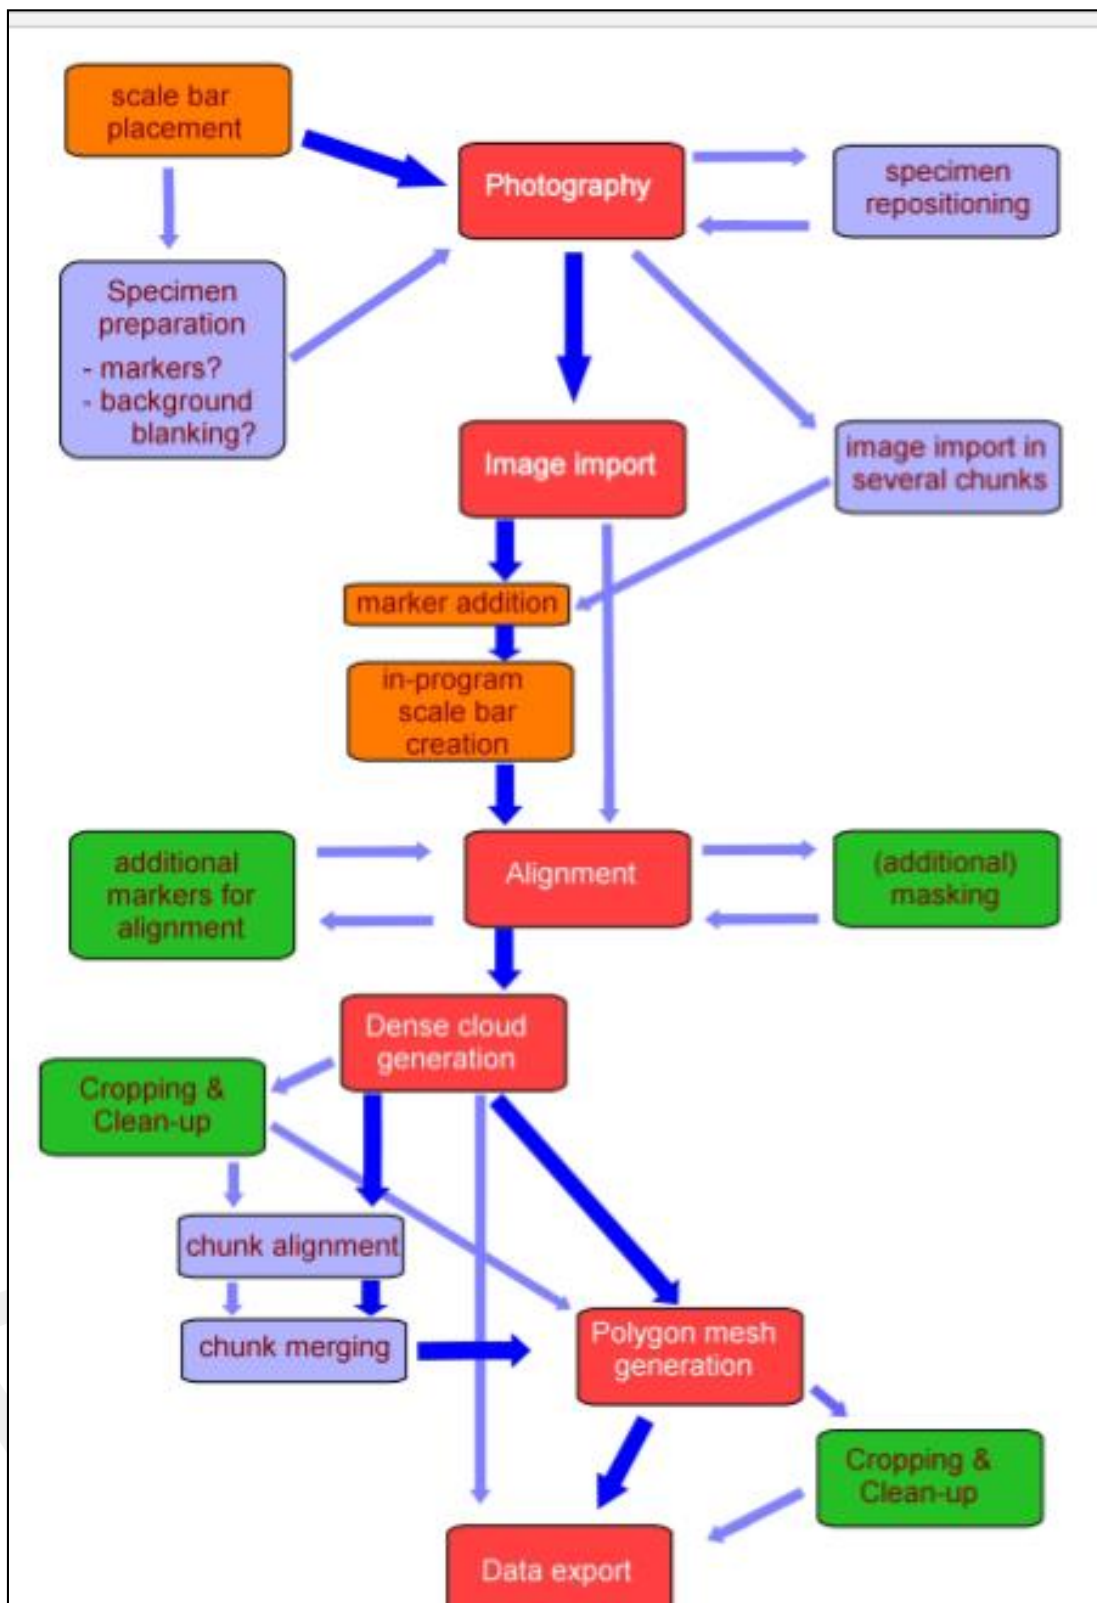 scale bar
placement
Photography
specimen
repositioning
Specimen
preparation
- markers?
- background
blanking?
Image import
image import in
several chunks
marker addition
in-program
scale bar
creation
additional
markers for
alignment
Alignment
(additional)
masking
Dense cloud
generation
Cropping &
Clean-up
chunk alignment
chunk merging
Polygon mesh
generation
Cropping &
Clean-up
Data export